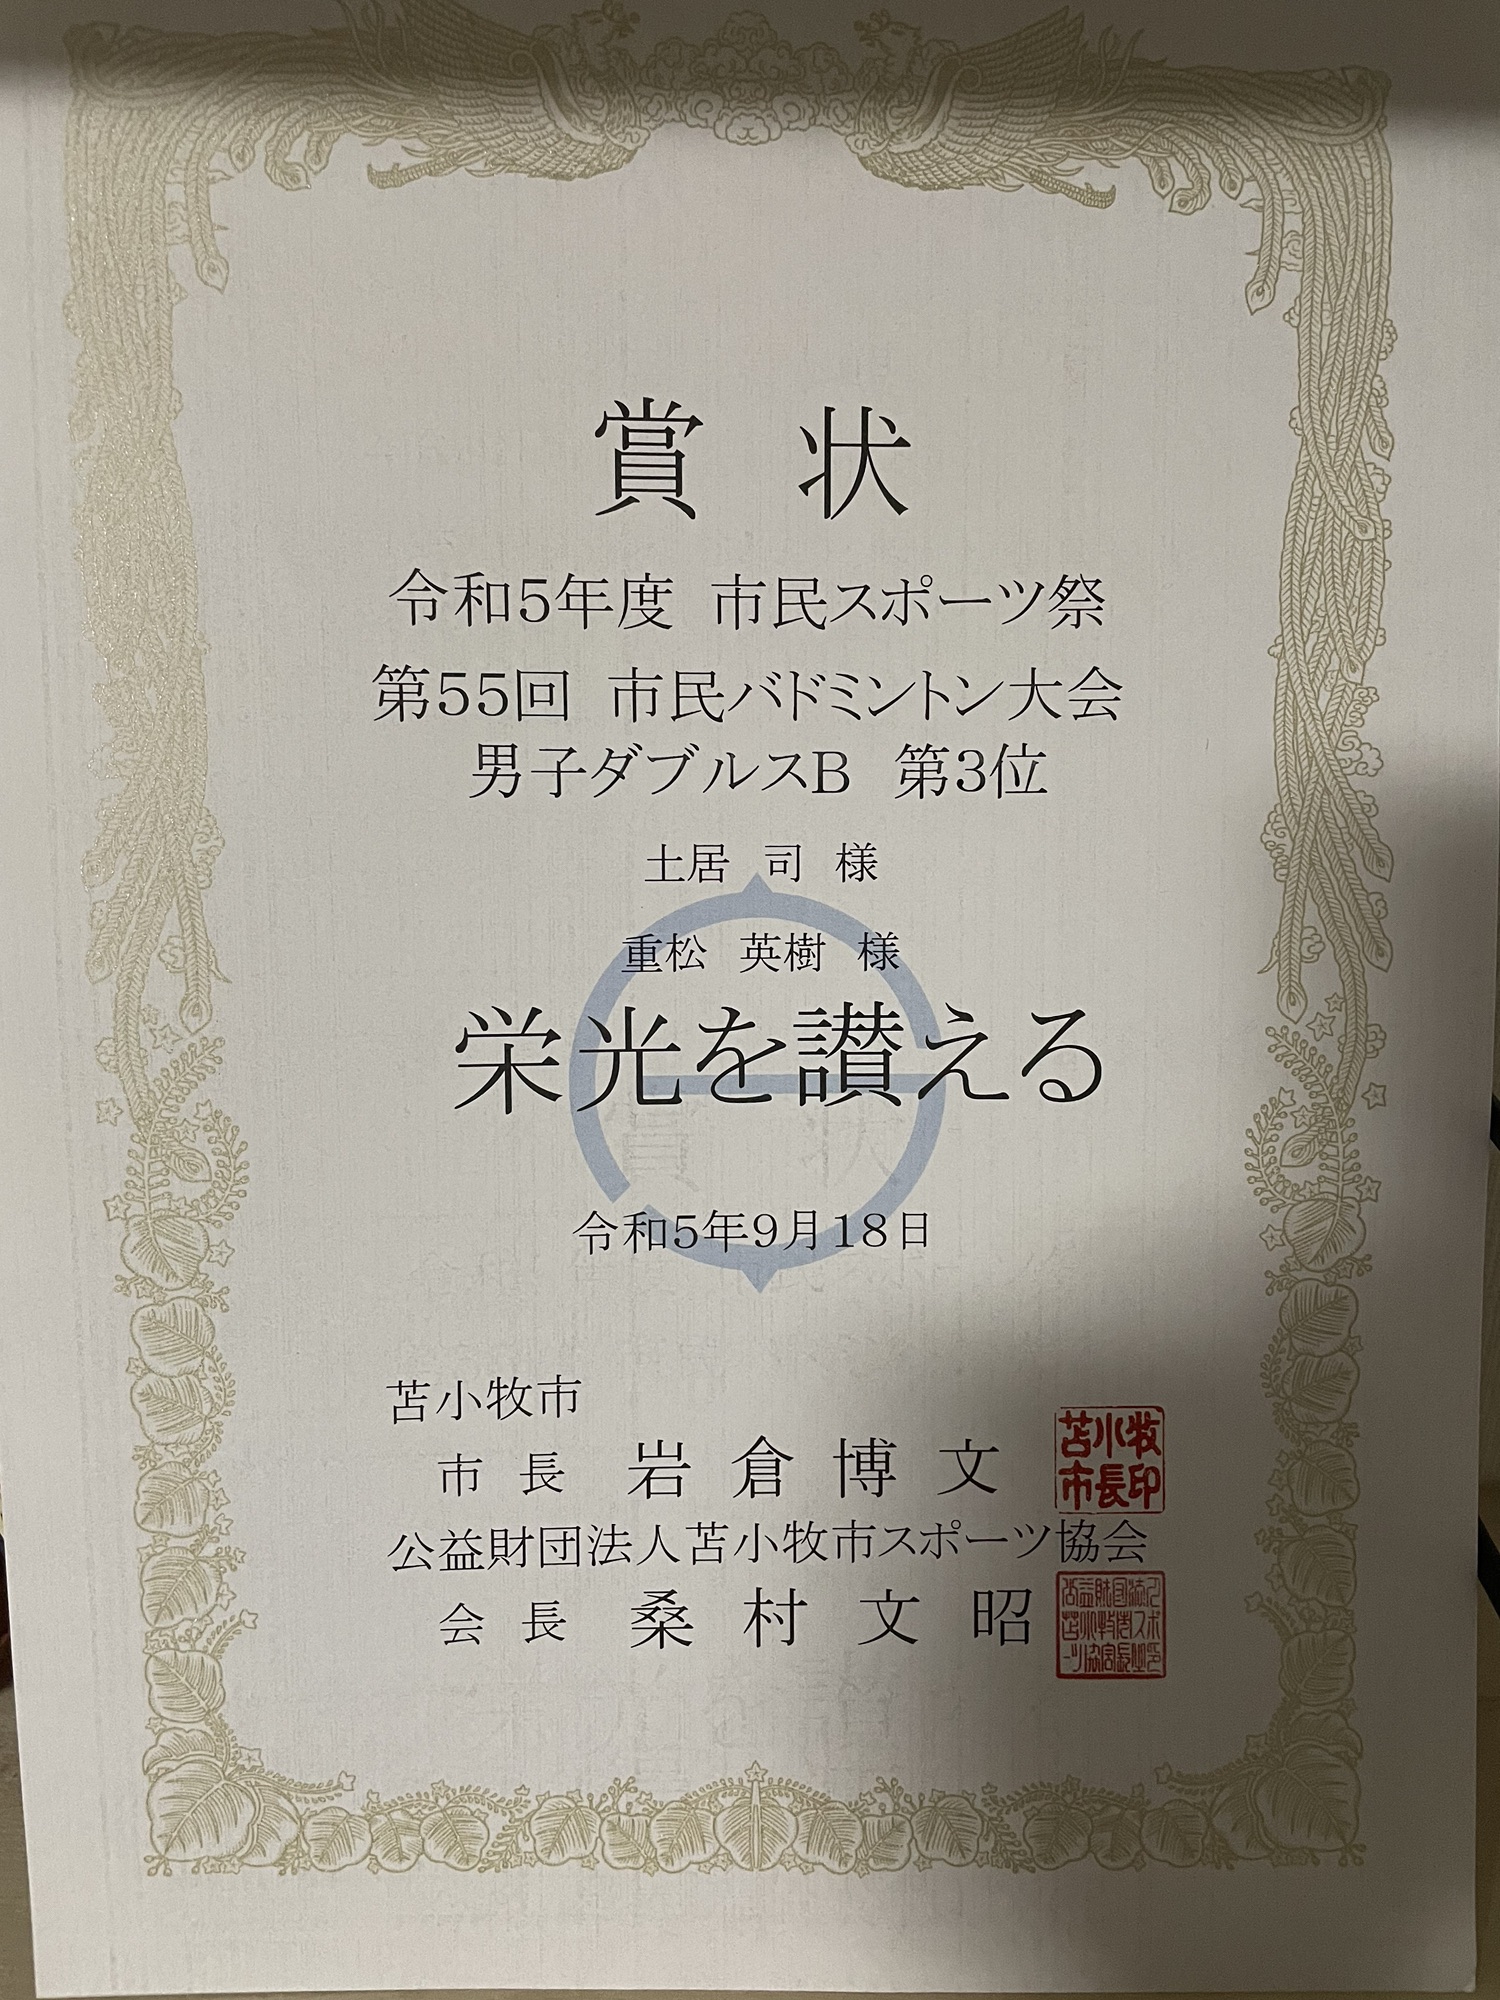 賞状
令和5年度 市民スポーツ祭
第55回 市民バドミントン大会
男子ダブルスB 第3位
土居 司 様
重松 英樹 様
栄光を讃える
令和5年9月18日
苫小牧市
市長 岩倉博文
苫小牧
市長印
公益財団法人苫小牧市スポーツ協会
会長 桑村文昭